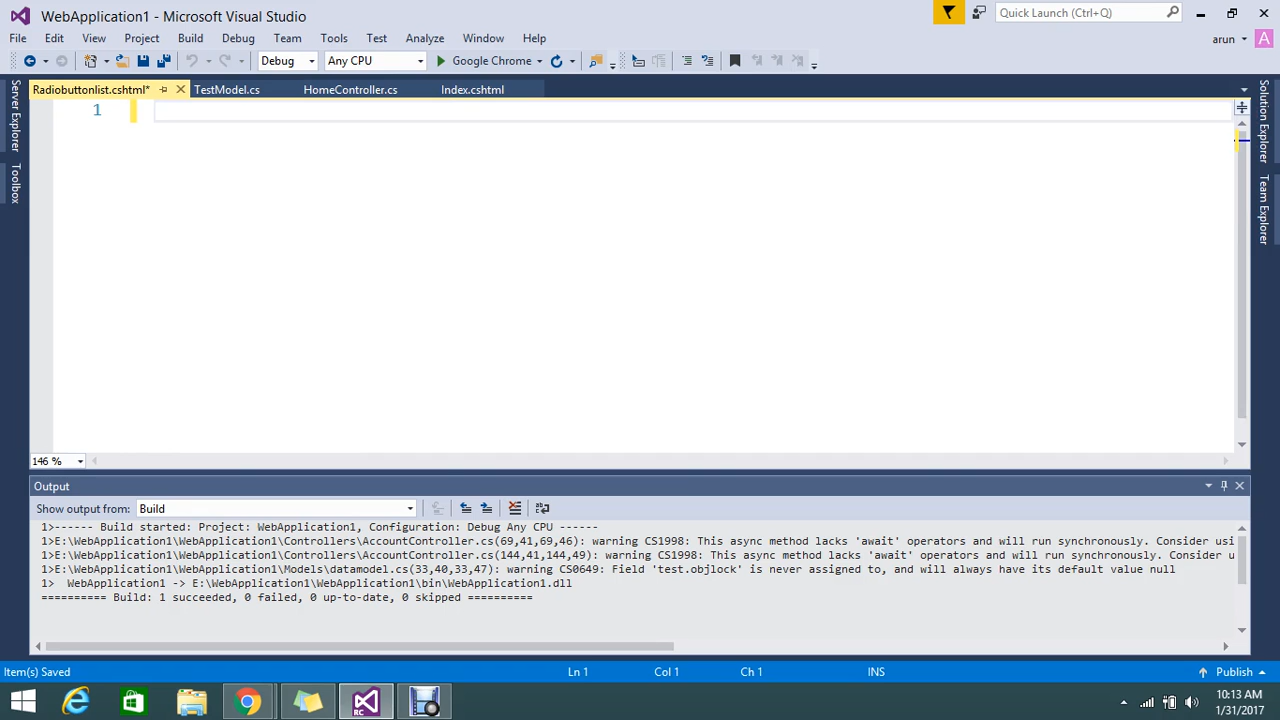 WebApplication1 - Microsoft Visual Studio
Quick Launch (Ctrl+Q)
File Edit View Project Build Debug Team Tools Test Analyze Window Help
arun A
Debug Any CPU Google Chrome
Radiobuttonlist.cshtml* TestModel.cs HomeController.cs Index.cshtml
Server Explorer
Toolbox
Solution Explorer
Team Explorer
1
146 %
Output
Show output from: Build
1>------ Build started: Project: WebApplication1, Configuration: Debug Any CPU ------
1>E:\WebApplication1\WebApplication1\Controllers\AccountController.cs(69,41,69,46): warning CS1998: This async method lacks 'await' operators and will run synchronously. Consider usi
1>E:\WebApplication1\WebApplication1\Controllers\AccountController.cs(144,41,144,49): warning CS1998: This async method lacks 'await' operators and will run synchronously. Consider u
1>E:\WebApplication1\WebApplication1\Models\datamodel.cs(33,40,33,47): warning CS0649: Field 'test.objlock' is never assigned to, and will always have its default value null
1> WebApplication1 -> E:\WebApplication1\WebApplication1\bin\WebApplication1.dll
========== Build: 1 succeeded, 0 failed, 0 up-to-date, 0 skipped ==========
Item(s) Saved Ln 1 Col 1 Ch 1 INS Publish
RC
10:13 AM
1/31/2017